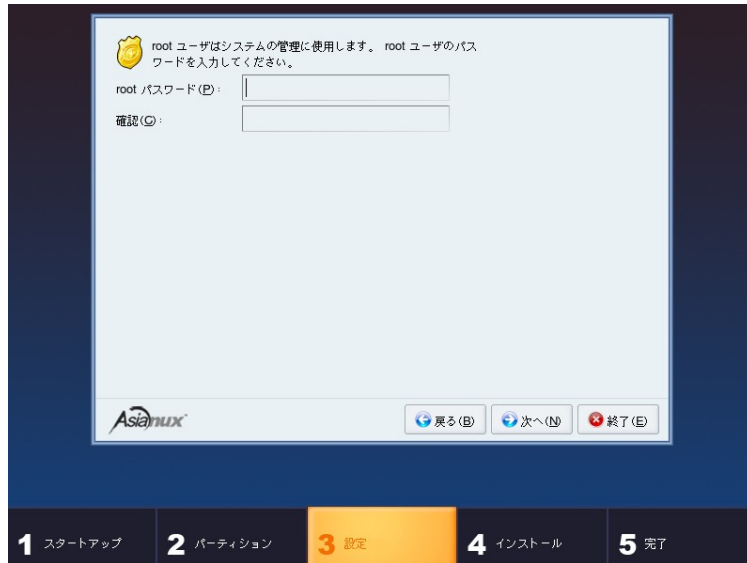 root ユーザはシステムの管理に使用します。 root ユーザのパス
ワードを入力してください。
root パスワード(P):
確認(C):
Asianux
戻る(B) 次へ(N) 終了(E)
1 スタートアップ 2 パーティション 3 設定 4 インストール 5 完了